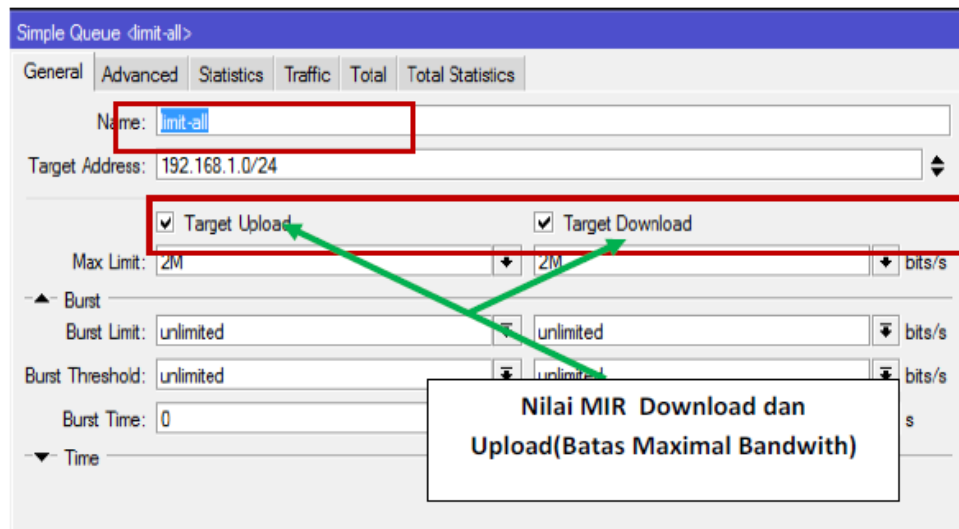 Simple Queue <limit-all>
General Advanced Statistics Traffic Total Total Statistics
Name: limit-all
Target Address: 192.168.1.0/24
Target Upload Target Download
Max Limit: 2M 2M bits/s
Burst
Burst Limit: unlimited unlimited bits/s
Burst Threshold: unlimited unlimited bits/s
Burst Time: 0 s
Nilai MIR Download dan
Upload(Batas Maximal Bandwith)
Time